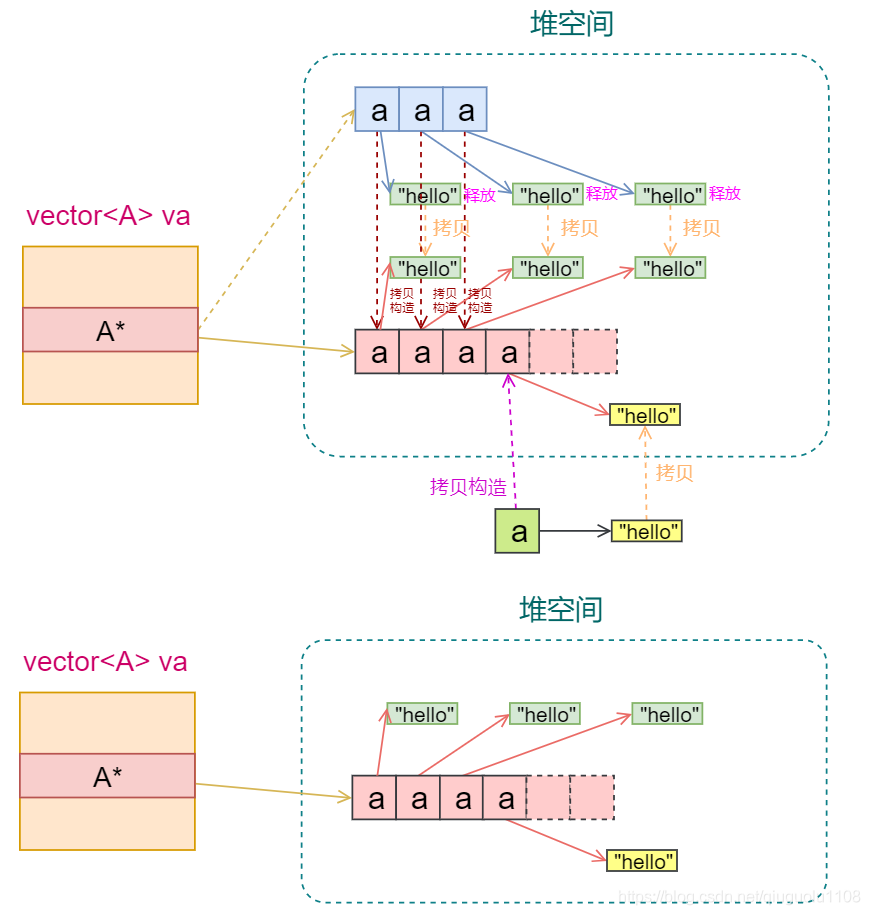 堆空间
a a a
"hello" 释放 "hello" 释放 "hello" 释放
vector<A> va
拷贝 拷贝 拷贝
"hello" "hello" "hello"
拷贝 拷贝 拷贝
构造 构造 构造
A*
a a a a
"hello"
拷贝构造 拷贝
a "hello"
堆空间
vector<A> va
"hello" "hello" "hello"
A*
a a a a
"hello"
https://blog.csdn.net/qiuguolu1108